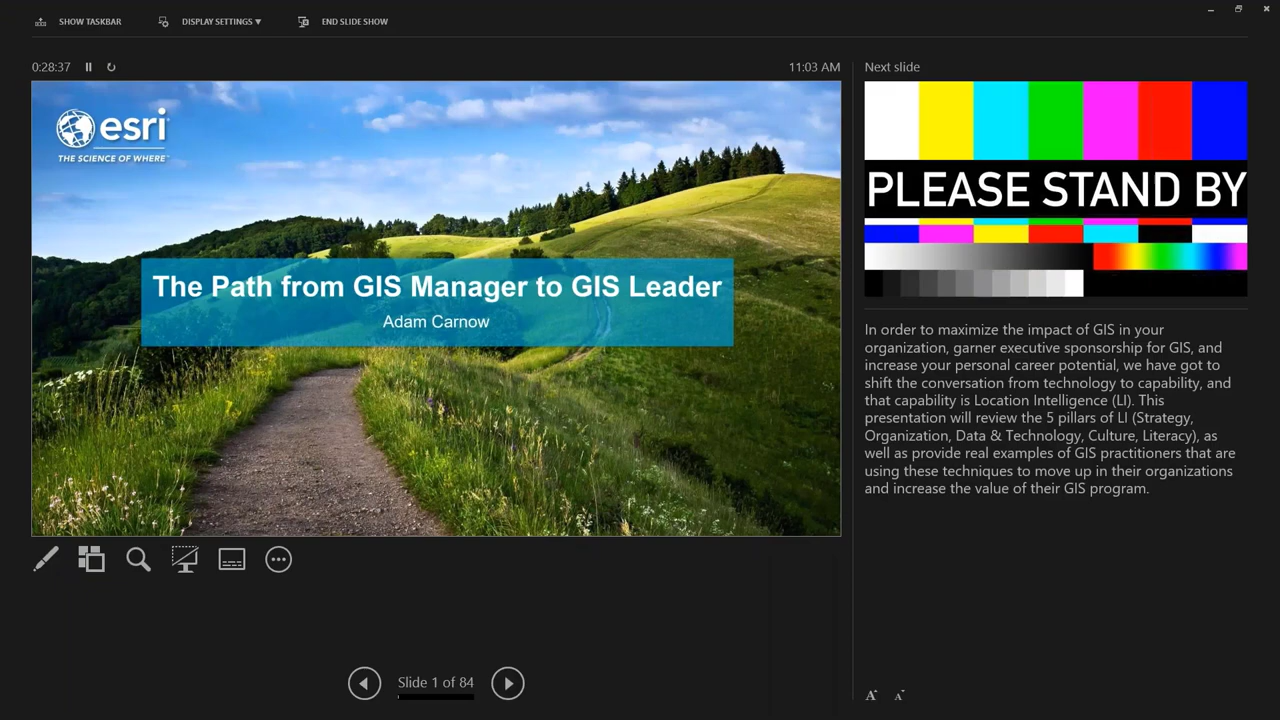 SHOW TASKBAR
DISPLAY SETTINGS ▼
END SLIDE SHOW
0:28:37
11:03 AM
esri
THE SCIENCE OF WHERE™
The Path from GIS Manager to GIS Leader
Adam Carnow
Slide 1 of 84
Next slide
PLEASE STAND BY
In order to maximize the impact of GIS in your
organization, garner executive sponsorship for GIS, and
increase your personal career potential, we have got to
shift the conversation from technology to capability, and
that capability is Location Intelligence (LI). This
presentation will review the 5 pillars of LI (Strategy,
Organization, Data & Technology, Culture, Literacy), as
well as provide real examples of GIS practitioners that are
using these techniques to move up in their organizations
and increase the value of their GIS program.
A A